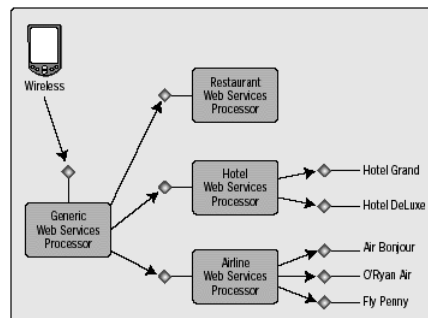 Wireless
Restaurant
Web Services
Processor
Hotel
Web Services
Processor
Hotel Grand
Hotel DeLuxe
Generic
Web Services
Processor
Airline
Web Services
Processor
Air Bonjour
O'Ryan Air
Fly Penny